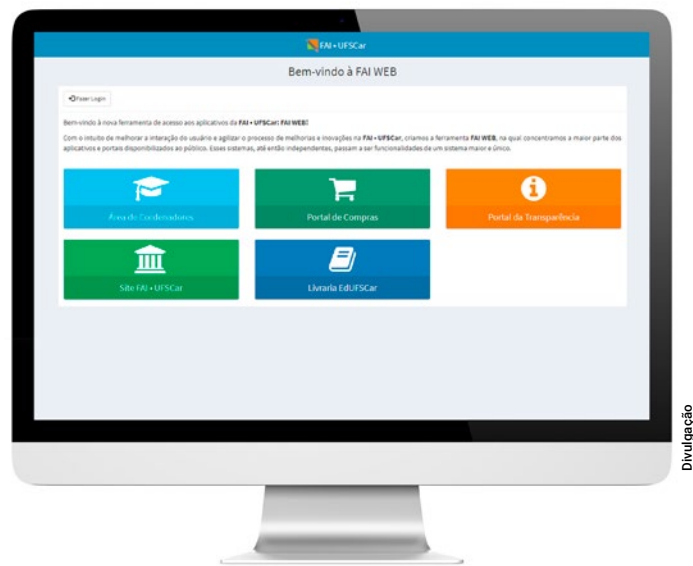 FAI • UFSCar
Bem-vindo à FAI WEB
Fazer Login
Bem-vindo à nova ferramenta de acesso aos aplicativos da FAI • UFSCar: FAI WEB!
Com o intuito de melhorar a interação do usuário e agilizar o processo de melhorias e inovações na FAI • UFSCar, criamos a ferramenta FAI WEB, na qual concentramos a maior parte dos
aplicativos e portais disponibilizados ao público. Esses sistemas, até então independentes, passam a ser funcionalidades de um sistema maior e único.
Área de Cordenadores
Portal de Compras
Portal da Transparência
Site FAI • UFSCar
Livraria EdUFSCar
Divulgação